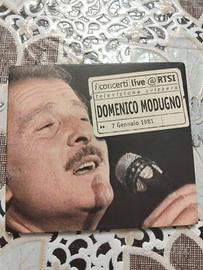 i concerti live @ RTSI
televisione svizzera
DOMENICO MODUGNO
7 Gennaio 1981